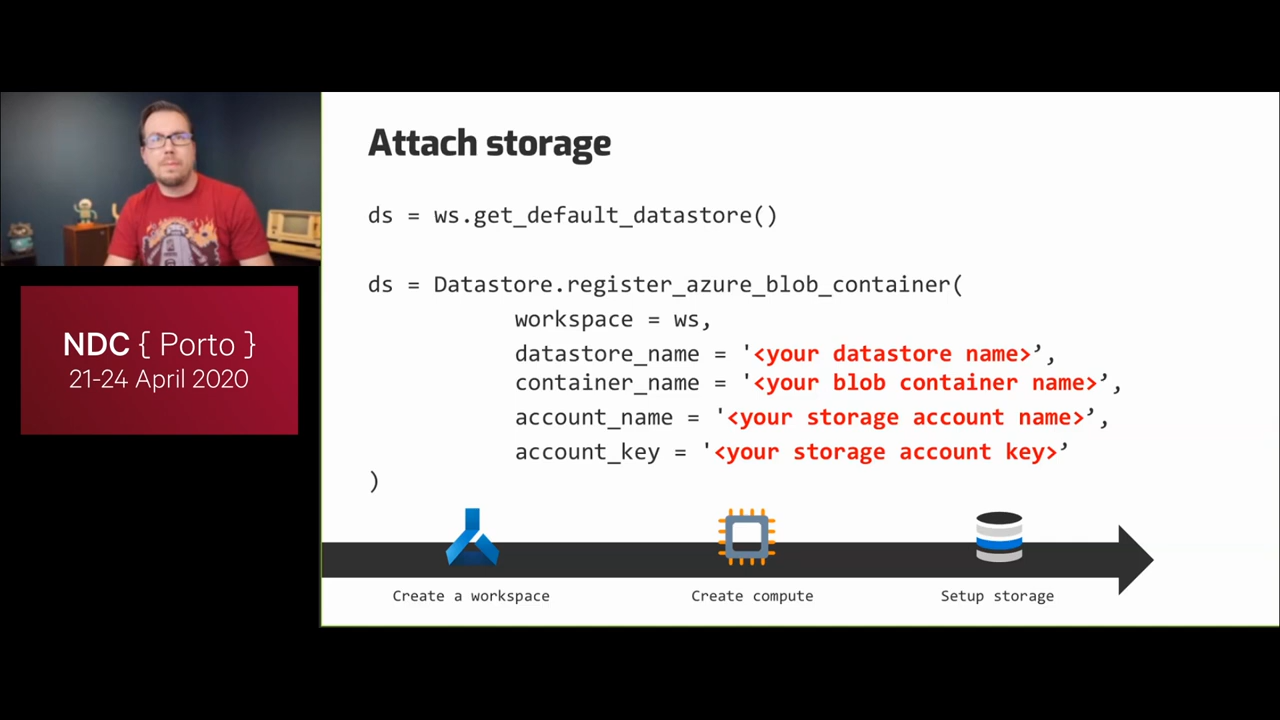 Attach storage
ds = ws.get_default_datastore()
ds = Datastore.register_azure_blob_container(
workspace = ws,
datastore_name = '<your datastore name>’,
container_name = '<your blob container name>’,
account_name = '<your storage account name>’,
account_key = '<your storage account key>’
)
Create a workspace
Create compute
Setup storage
NDC { Porto }
21-24 April 2020